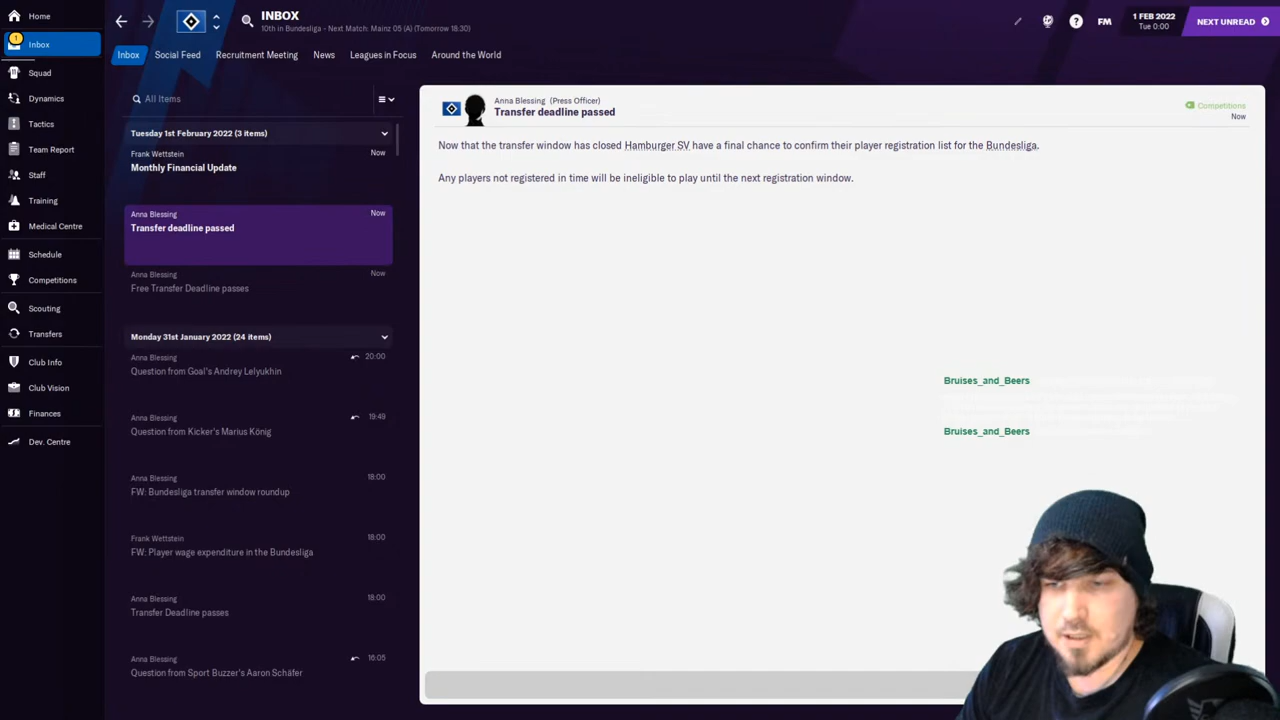 Home
1
Inbox
Squad
Dynamics
Tactics
Team Report
Staff
Training
Medical Centre
Schedule
Competitions
Scouting
Transfers
Club Info
Club Vision
Finances
Dev. Centre
INBOX
10th in Bundesliga - Next Match: Mainz 05 (A) (Tomorrow 18:30)
?
FM
1 FEB 2022
Tue 0:00
NEXT UNREAD
Inbox
Social Feed
Recruitment Meeting
News
Leagues in Focus
Around the World
All Items
Tuesday 1st February 2022 (3 items)
Frank Wettstein
Now
Monthly Financial Update
Anna Blessing
Now
Transfer deadline passed
Anna Blessing
Now
Free Transfer Deadline passes
Monday 31st January 2022 (24 items)
Anna Blessing
20:00
Question from Goal's Andrey Lelyukhin
Anna Blessing
19:49
Question from Kicker's Marius König
Anna Blessing
18:00
FW: Bundesliga transfer window roundup
Frank Wettstein
18:00
FW: Player wage expenditure in the Bundesliga
Anna Blessing
18:00
Transfer Deadline passes
Anna Blessing
16:05
Question from Sport Buzzer's Aaron Schäfer
Anna Blessing (Press Officer)
Transfer deadline passed
Competitions
Now
Now that the transfer window has closed Hamburger SV have a final chance to confirm their player registration list for the Bundesliga.
Any players not registered in time will be ineligible to play until the next registration window.
Bruises_and_Beers
Bruises_and_Beers